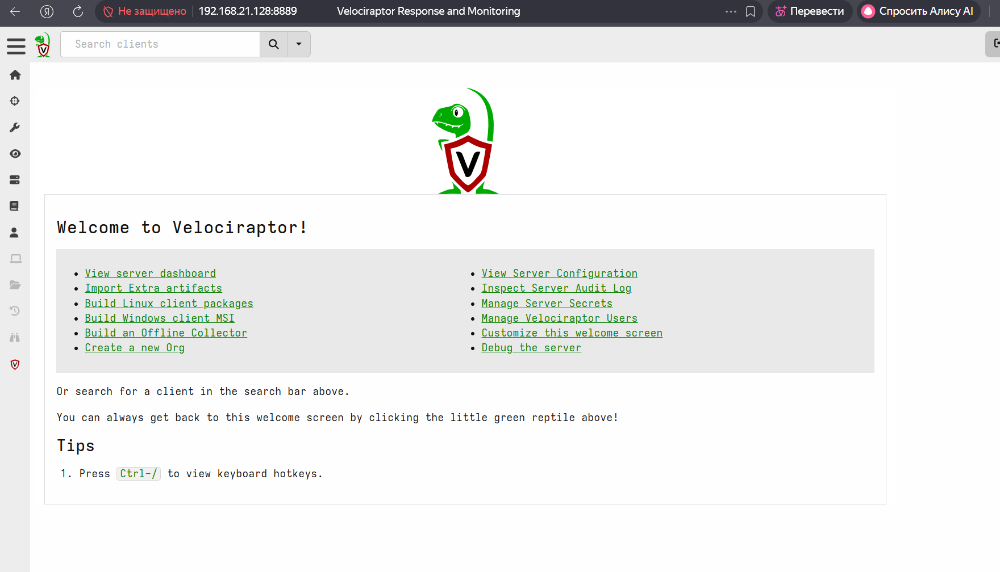 Не защищено 192.168.21.128:8889 Velociraptor Response and Monitoring Перевести Спросить Алису AI
Search clients
V
V
Welcome to Velociraptor!
View server dashboard
Import Extra artifacts
Build Linux client packages
Build Windows client MSI
Build an Offline Collector
Create a new Org
View Server Configuration
Inspect Server Audit Log
Manage Server Secrets
Manage Velociraptor Users
Customize this welcome screen
Debug the server
Or search for a client in the search bar above.
You can always get back to this welcome screen by clicking the little green reptile above!
Tips
1. Press Ctrl-/ to view keyboard hotkeys.